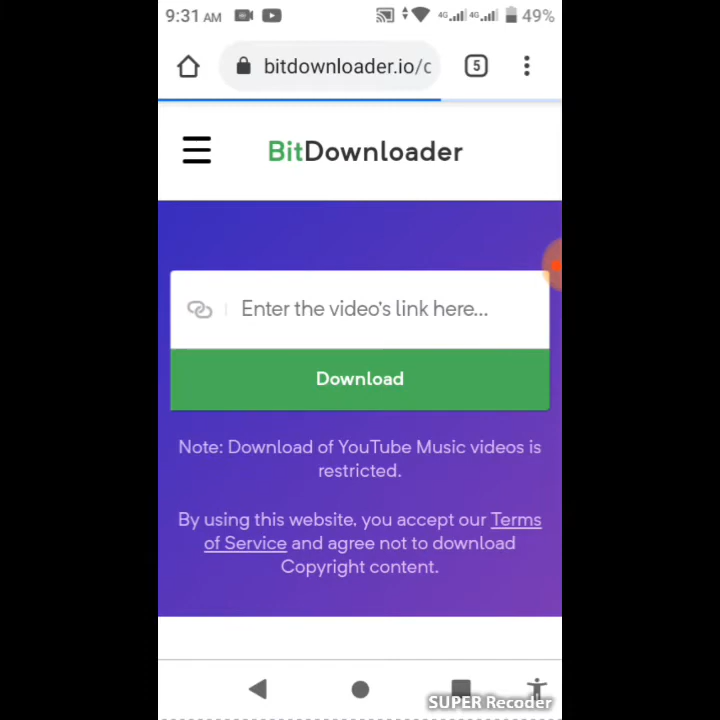 9:31 AM 4G 4G 49%
bitdownloader.io/c 5
BitDownloader
Enter the video's link here...
Download
Note: Download of YouTube Music videos is
restricted.
By using this website, you accept our Terms
of Service and agree not to download
Copyright content.
SUPER Recoder